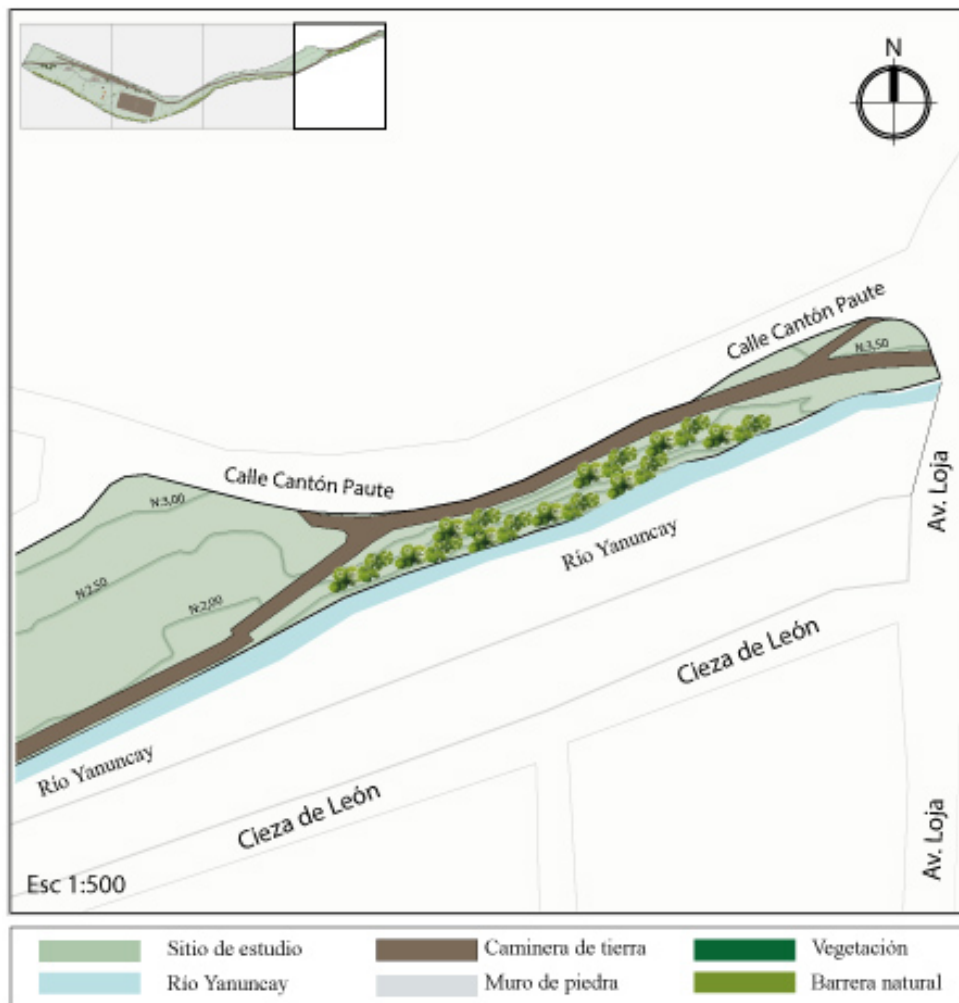 N
Calle Cantón Paute
N:3,50
Calle Cantón Paute
N:3,00
N:2,50
N:2,00
Río Yanuncay
Av. Loja
Cieza de León
Río Yanuncay
Cieza de León
Av. Loja
Esc 1:500
Sitio de estudio
Caminera de tierra
Vegetación
Río Yanuncay
Muro de piedra
Barrera natural